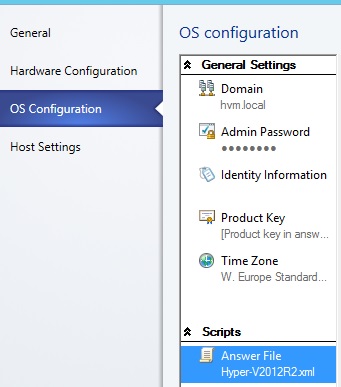 General
Hardware Configuration
OS Configuration
Host Settings
OS configuration
General Settings
Domain
hvm.local
Admin Password
●●●●●●●●
Identity Information
Product Key
[Product key in answ...
Time Zone
W. Europe Standard...
Scripts
Answer File
Hyper-V2012R2.xml